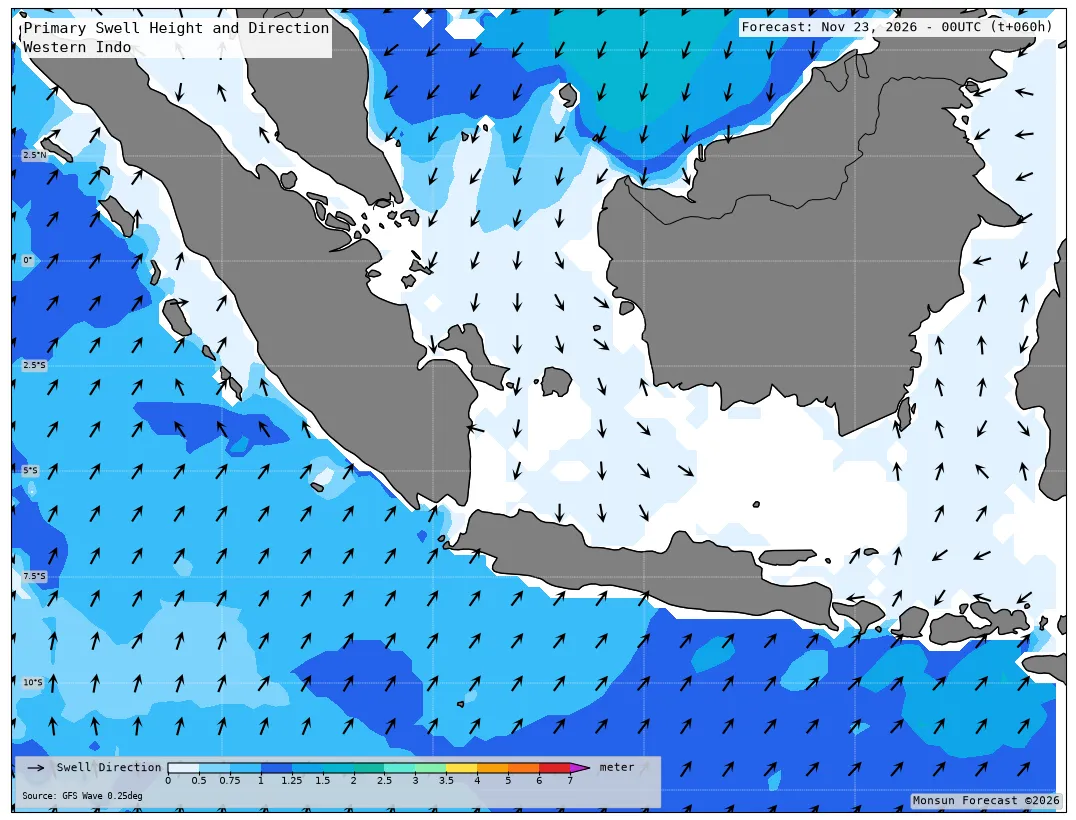 Primary Swell Height and Direction
Western Indo
Forecast: Nov 23, 2026 - 00UTC (t+060h)
2.5°N
0°
2.5°S
5°S
7.5°S
10°S
Swell Direction
0 0.5 0.75 1 1.25 1.5 2 2.5 3 3.5 4 5 6 7
meter
Source: GFS Wave 0.25deg
Monsun Forecast ©2026